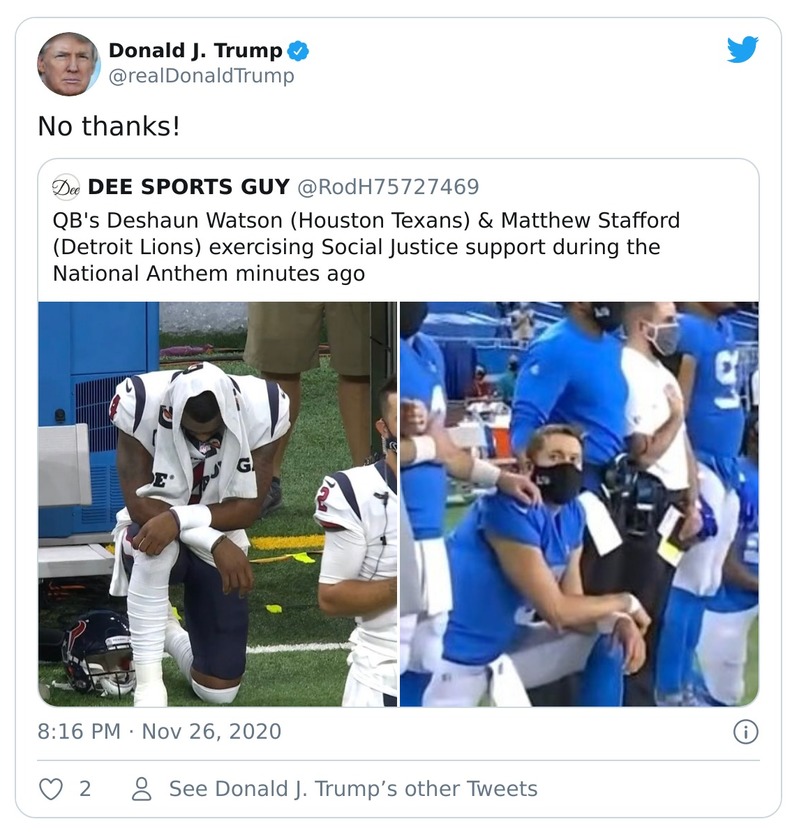 Donald J. Trump
@realDonaldTrump
No thanks!
Dee DEE SPORTS GUY @RodH75727469
QB's Deshaun Watson (Houston Texans) & Matthew Stafford
(Detroit Lions) exercising Social Justice support during the
National Anthem minutes ago
2
9
8:16 PM · Nov 26, 2020
2
See Donald J. Trump’s other Tweets